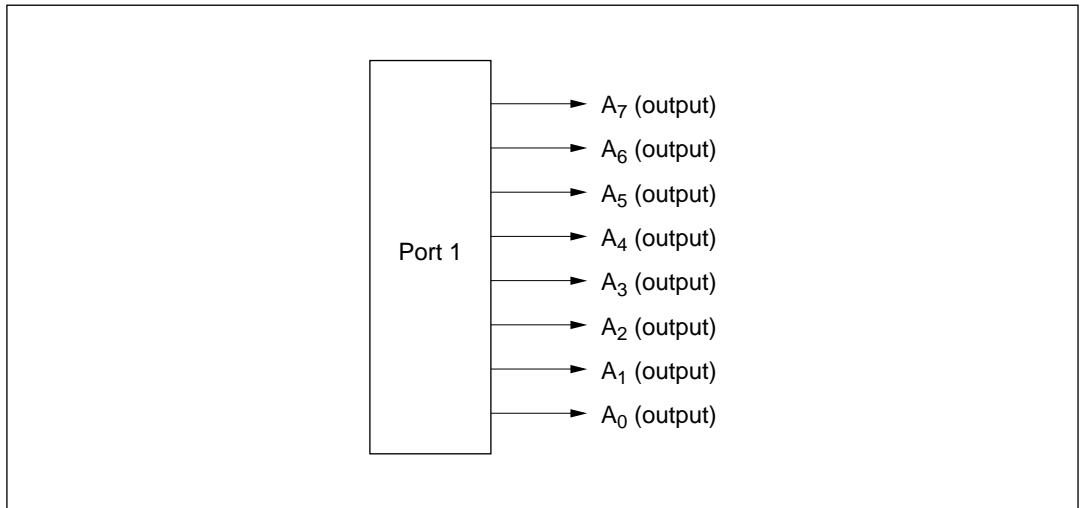 A7 (output)
A6 (output)
A5 (output)
A4 (output)
Port 1
A3 (output)
A2 (output)
A1 (output)
A0 (output)